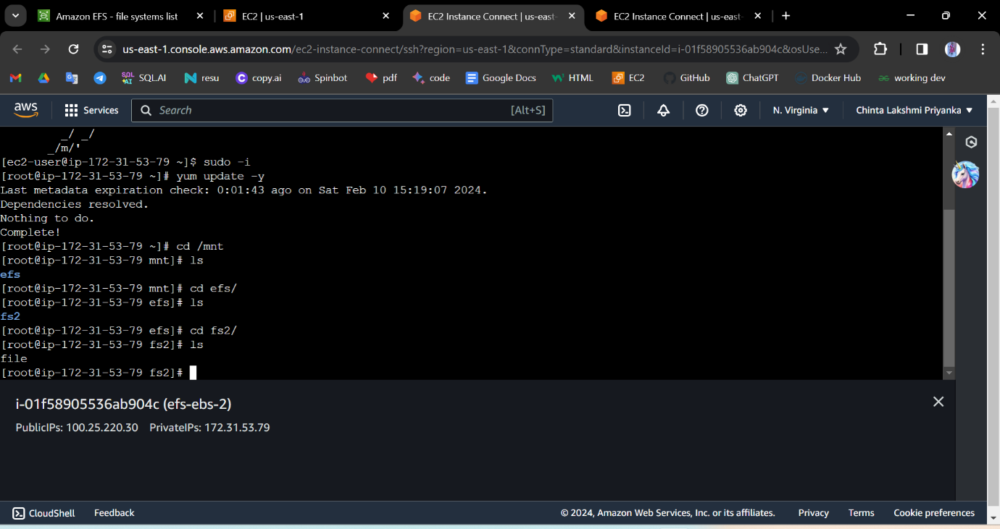 Amazon EFS - file systems list
EC2 | us-east-1
EC2 Instance Connect | us-east-
EC2 Instance Connect | us-east-
us-east-1.console.aws.amazon.com/ec2-instance-connect/ssh?region=us-east-1&connType=standard&instanceId=i-01f58905536ab904c&osUse...
SQL AI SQL.AI resu copy.ai Spinbot pdf code Google Docs HTML EC2 GitHub ChatGPT Docker Hub working dev
aws Services Search [Alt+S] N. Virginia Chinta Lakshmi Priyanka
_/ _/
_/m/'
[ec2-user@ip-172-31-53-79 ~]$ sudo -i
[root@ip-172-31-53-79 ~]# yum update -y
Last metadata expiration check: 0:01:43 ago on Sat Feb 10 15:19:07 2024.
Dependencies resolved.
Nothing to do.
Complete!
[root@ip-172-31-53-79 ~]# cd /mnt
[root@ip-172-31-53-79 mnt]# ls
efs
[root@ip-172-31-53-79 mnt]# cd efs/
[root@ip-172-31-53-79 efs]# ls
fs2
[root@ip-172-31-53-79 efs]# cd fs2/
[root@ip-172-31-53-79 fs2]# ls
file
[root@ip-172-31-53-79 fs2]#
i-01f58905536ab904c (efs-ebs-2)
PublicIPs: 100.25.220.30 PrivateIPs: 172.31.53.79
CloudShell Feedback © 2024, Amazon Web Services, Inc. or its affiliates. Privacy Terms Cookie preferences